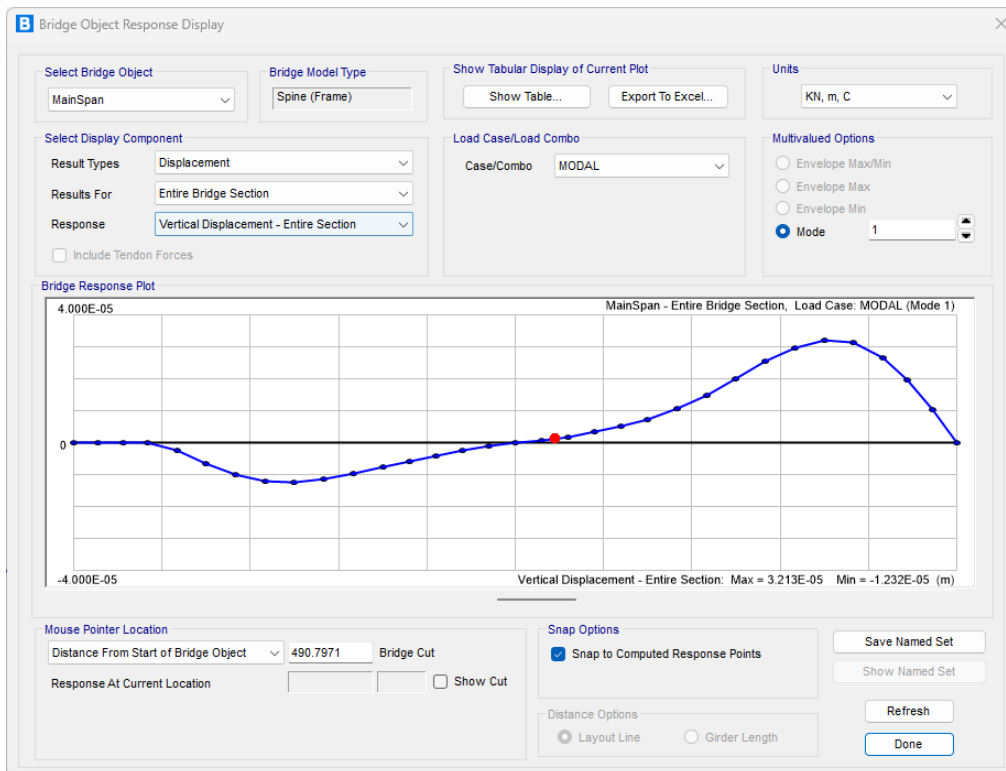 B Bridge Object Response Display
Select Bridge Object
MainSpan
Bridge Model Type
Spine (Frame)
Show Tabular Display of Current Plot
Show Table...
Export To Excel...
Units
KN, m, C
Select Display Component
Result Types
Displacement
Results For
Entire Bridge Section
Response
Vertical Displacement - Entire Section
Include Tendon Forces
Load Case/Load Combo
Case/Combo
MODAL
Multivalued Options
Envelope Max/Min
Envelope Max
Envelope Min
Mode
1
Bridge Response Plot
4.000E-05
MainSpan - Entire Bridge Section, Load Case: MODAL (Mode 1)
0
-4.000E-05
Vertical Displacement - Entire Section: Max = 3.213E-05 Min = -1.232E-05 (m)
Mouse Pointer Location
Distance From Start of Bridge Object
490.7971
Bridge Cut
Response At Current Location
Show Cut
Snap Options
Snap to Computed Response Points
Distance Options
Layout Line
Girder Length
Save Named Set
Show Named Set
Refresh
Done